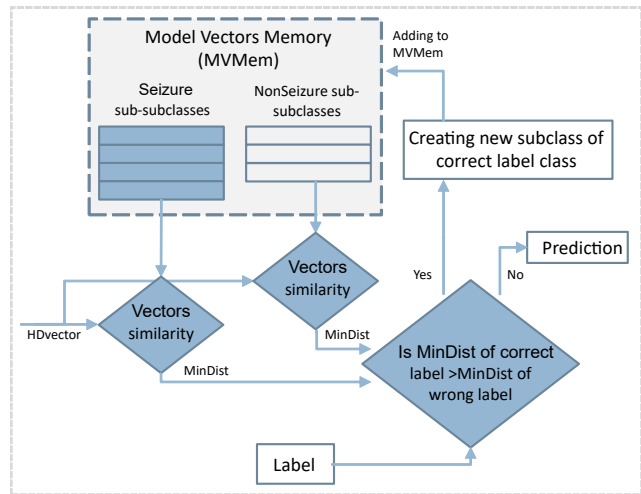 Model Vectors Memory
(MVMem)
Seizure
sub-subclasses
NonSeizure sub-
subclasses
Adding to
MVMem
Creating new subclass of
correct label class
Yes
No
Prediction
Vectors
similarity
Vectors
similarity
HDvector
MinDist
MinDist
Is MinDist of correct
label >MinDist of
wrong label
Label